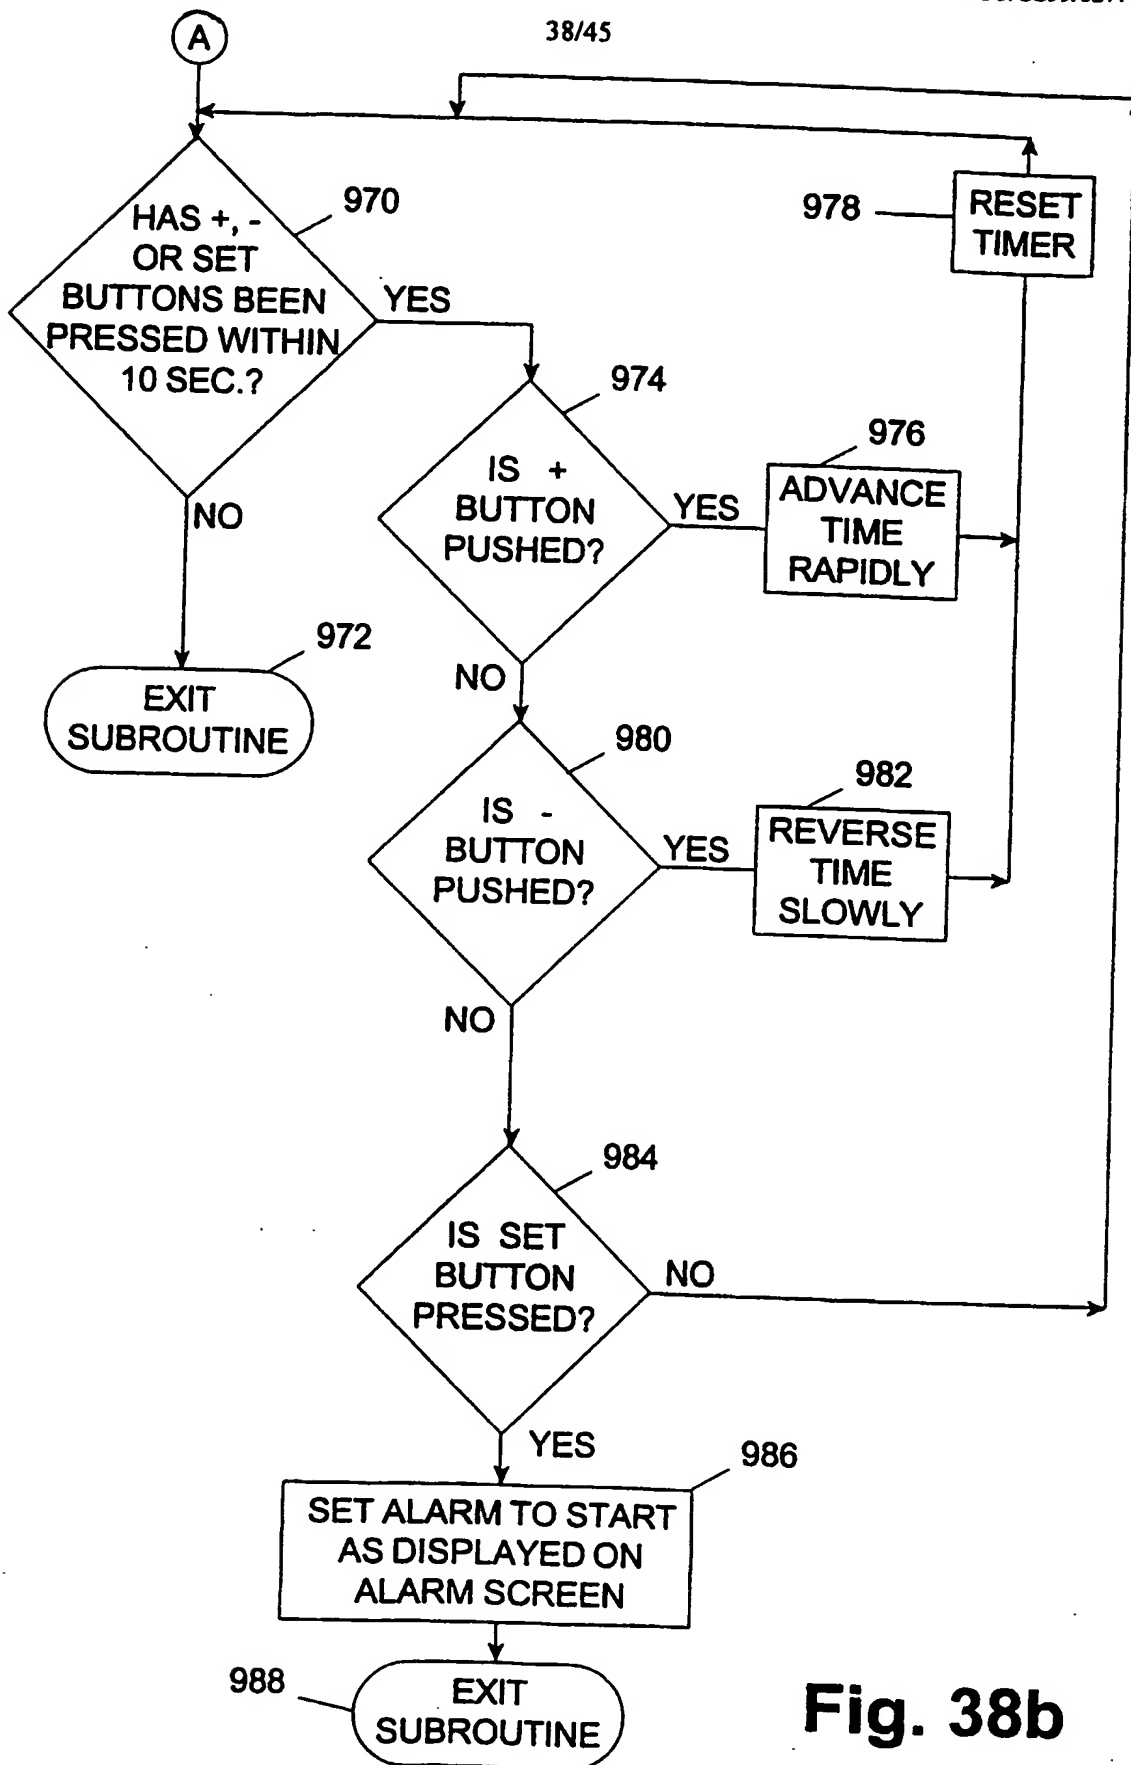 38/45
A
HAS +, -
OR SET
BUTTONS BEEN
PRESSED WITHIN
10 SEC.?
970
YES
NO
972
EXIT
SUBROUTINE
978
RESET
TIMER
974
IS +
BUTTON
PUSHED?
YES
976
ADVANCE
TIME
RAPIDLY
NO
980
IS -
BUTTON
PUSHED?
YES
982
REVERSE
TIME
SLOWLY
NO
984
IS SET
BUTTON
PRESSED?
NO
YES
986
SET ALARM TO START
AS DISPLAYED ON
ALARM SCREEN
988
EXIT
SUBROUTINE
Fig. 38b